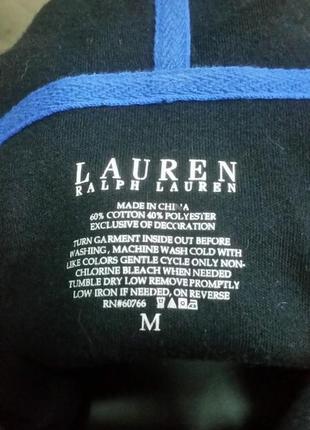 LAUREN
RALPH LAUREN
MADE IN CHINA
60% COTTON 40% POLYESTER
EXCLUSIVE OF DECORATION
TURN GARMENT INSIDE OUT BEFORE
WASHING, MACHINE WASH COLD WITH
LIKE COLORS GENTLE CYCLE ONLY NON-
CHLORINE BLEACH WHEN NEEDED
TUMBLE DRY LOW REMOVE PROMPTLY
LOW IRON IF NEEDED, ON REVERSE
RN#60766
M